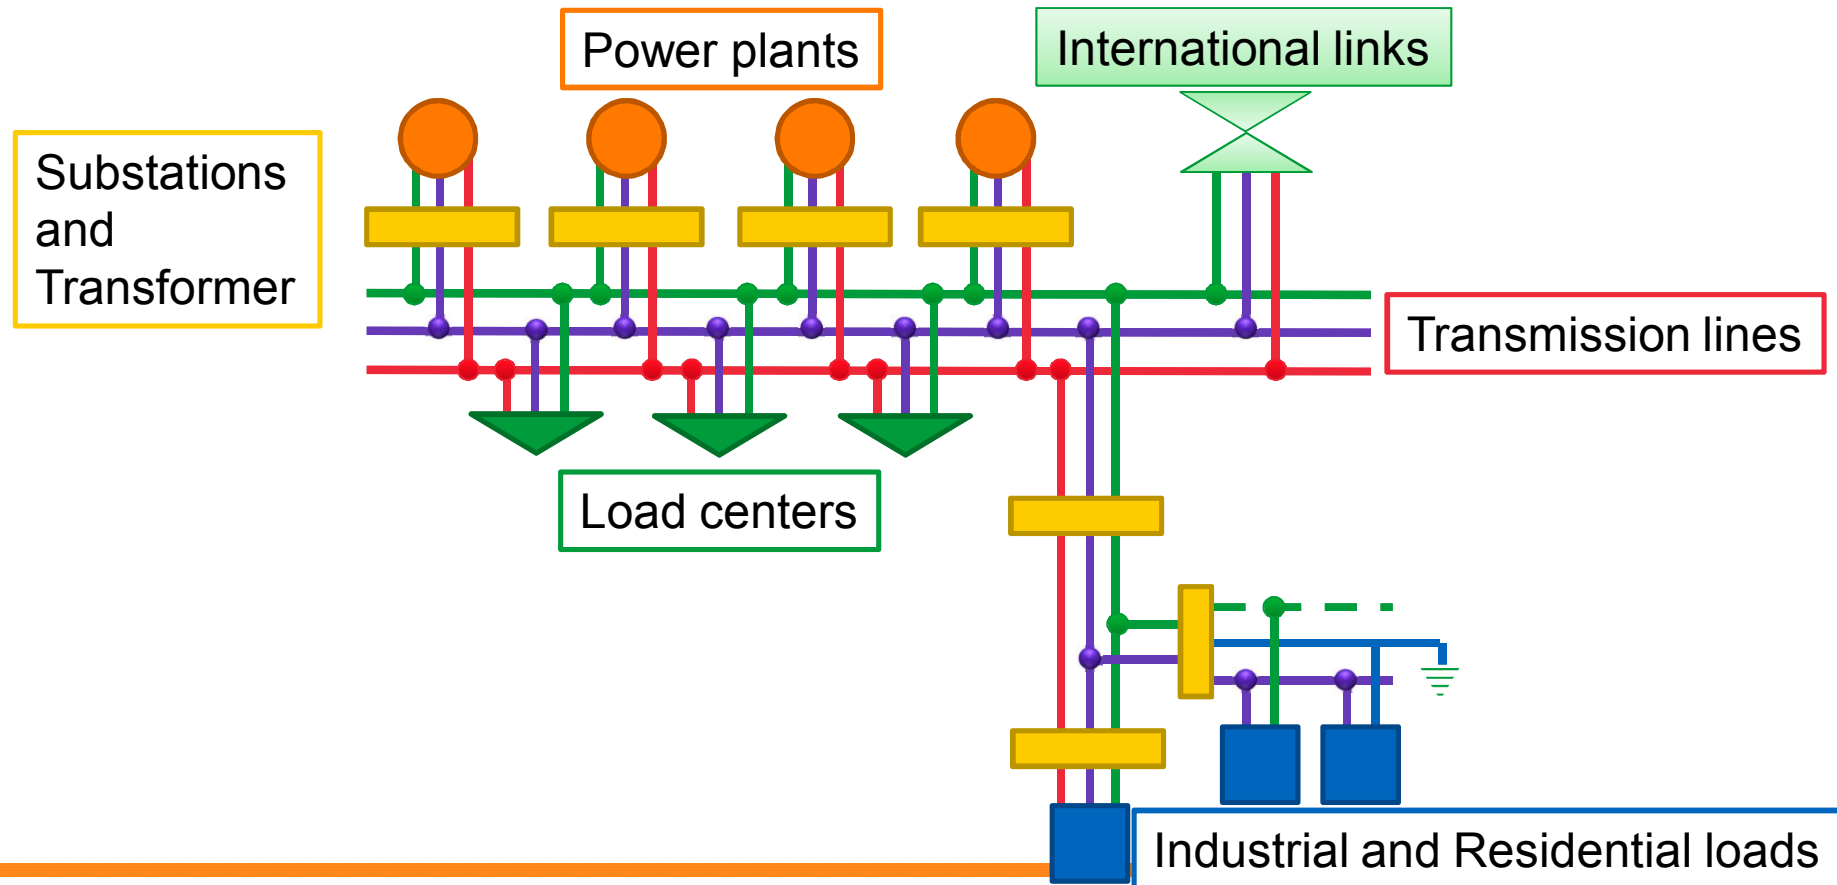 Power plants
International links
Substations
and
Transformer
Transmission lines
Load centers
Industrial and Residential loads